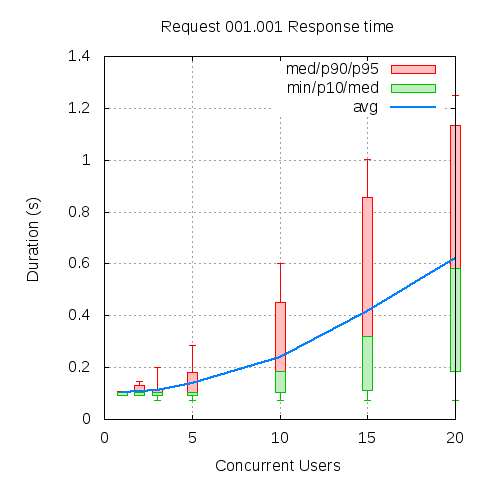 Request 001.001 Response time
med/p90/p95
min/p10/med
avg
Duration (s)
1.4
1.2
1
0.8
0.6
0.4
0.2
0
0 5 10 15 20
Concurrent Users